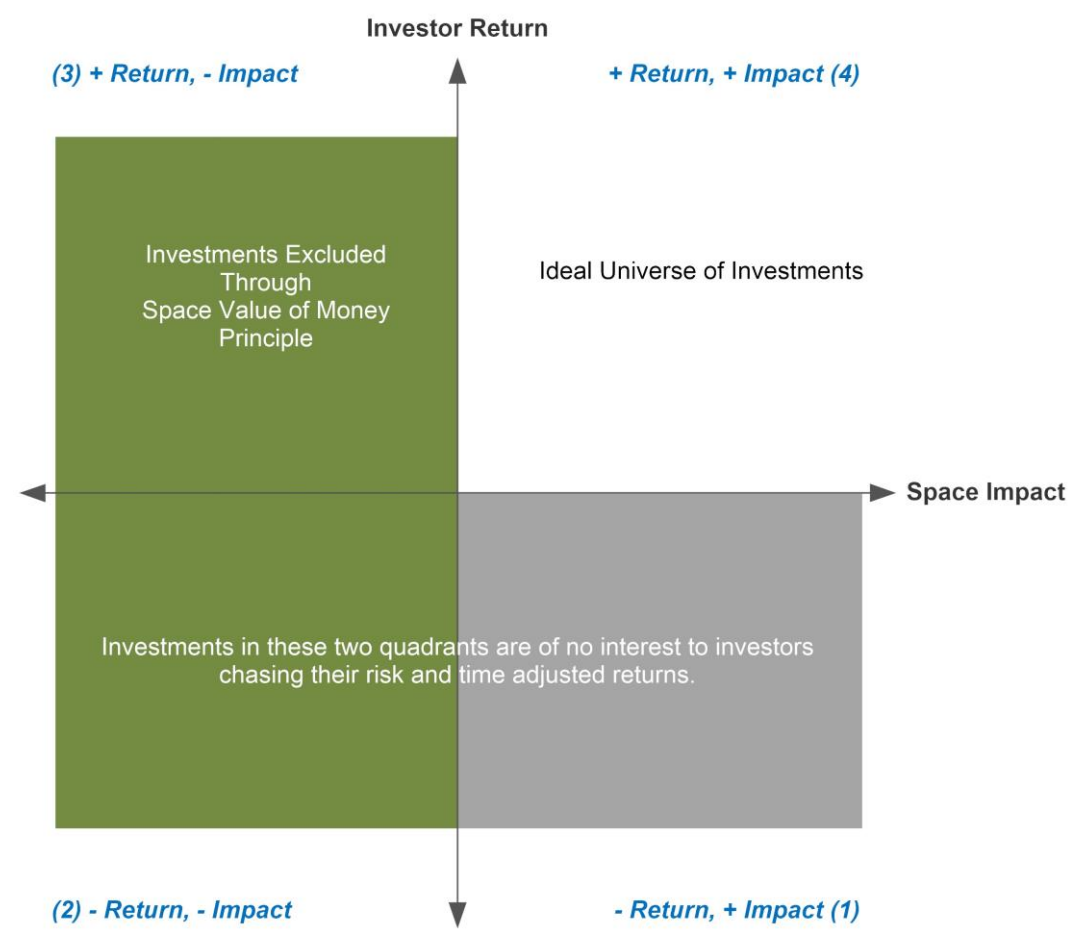 Investor Return
(3) + Return, - Impact
+ Return, + Impact (4)
Investments Excluded
Through
Space Value of Money
Principle
Ideal Universe of Investments
Space Impact
Investments in these two quadrants are of no interest to investors
chasing their risk and time adjusted returns.
(2) - Return, - Impact
- Return, + Impact (1)